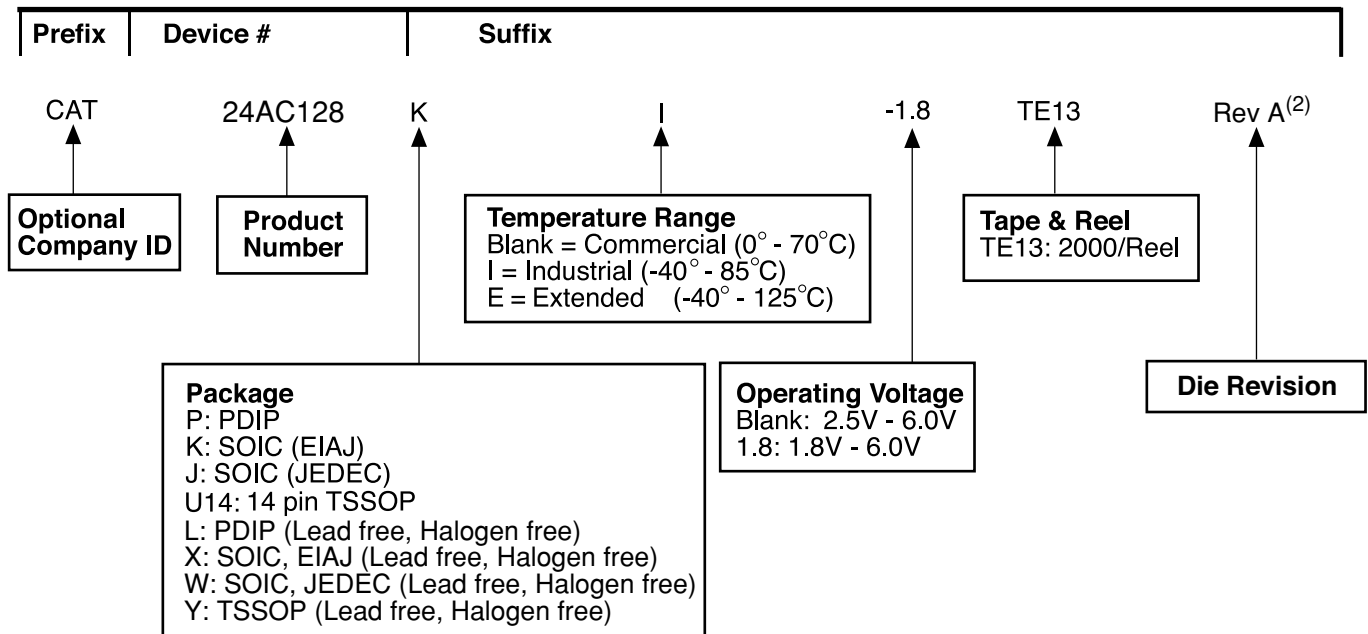 Prefix Device # Suffix
CAT 24AC128 K I -1.8 TE13 Rev A(2)
Optional
Company ID
Product
Number
Temperature Range
Blank = Commercial (0° - 70°C)
I = Industrial (-40° - 85°C)
E = Extended (-40° - 125°C)
Tape & Reel
TE13: 2000/Reel
Package
P: PDIP
K: SOIC (EIAJ)
J: SOIC (JEDEC)
U14: 14 pin TSSOP
L: PDIP (Lead free, Halogen free)
X: SOIC, EIAJ (Lead free, Halogen free)
W: SOIC, JEDEC (Lead free, Halogen free)
Y: TSSOP (Lead free, Halogen free)
Operating Voltage
Blank: 2.5V - 6.0V
1.8: 1.8V - 6.0V
Die Revision